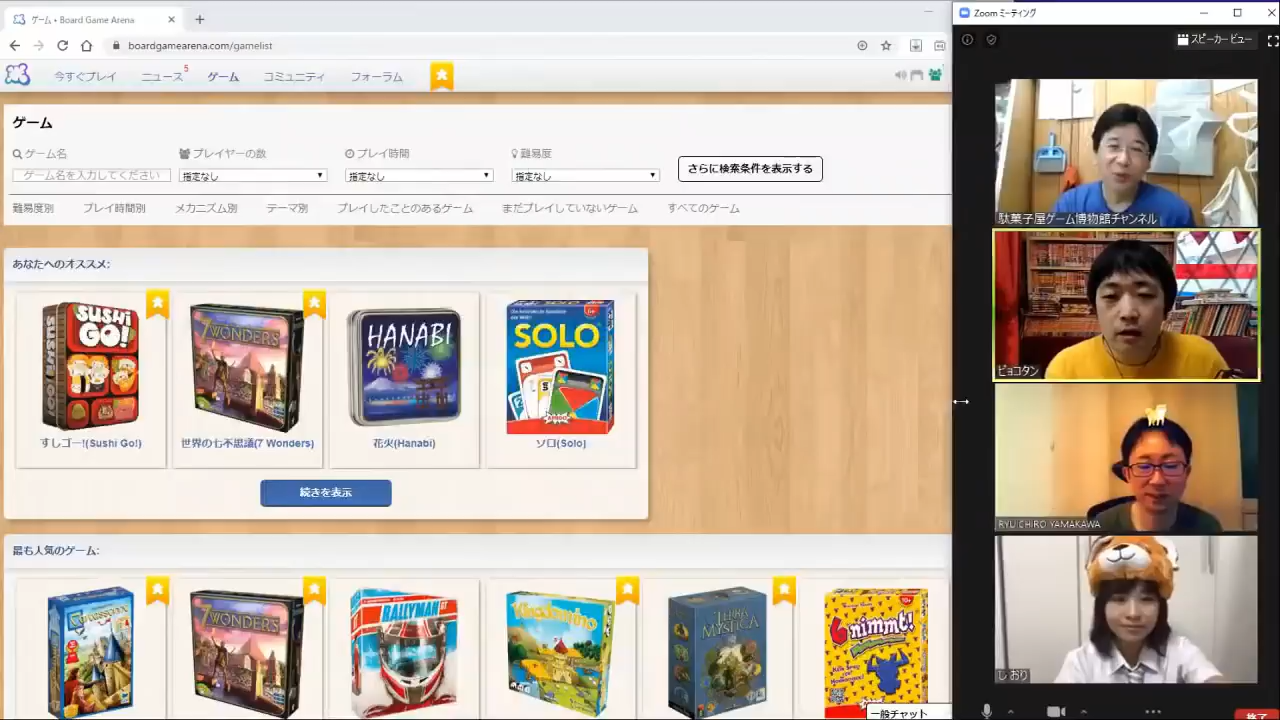 ゲーム • Board Game Arena
boardgamearena.com/gamelist
今すぐプレイ ニュース 5 ゲーム コミュニティ フォーラム
ゲーム
ゲーム名 プレイヤーの数 プレイ時間 難易度
ゲーム名を入力してください 指定なし 指定なし 指定なし さらに検索条件を表示する
難易度別 プレイ時間別 メカニズム別 テーマ別 プレイしたことのあるゲーム まだプレイしていないゲーム すべてのゲーム
あなたへのオススメ:
SUSHI GO!
SUSHI GO!
7 WONDERS
HANABI
SOLO
AMIGO
すしゴー!(Sushi Go!) 世界の七不思議(7 Wonders) 花火(Hanabi) ソロ(Solo)
続きを表示
最も人気のゲーム:
Carcassonne
7 WONDERS
RALLYMAN GT
Kingdomino
TERRA MYSTICA
6 nimmt!
一般チャット
Zoom ミーティング
スピーカー ビュー
駄菓子屋ゲーム博物館チャンネル
ピョコタン
RYUICHIRO YAMAKAWA
しおり
終了